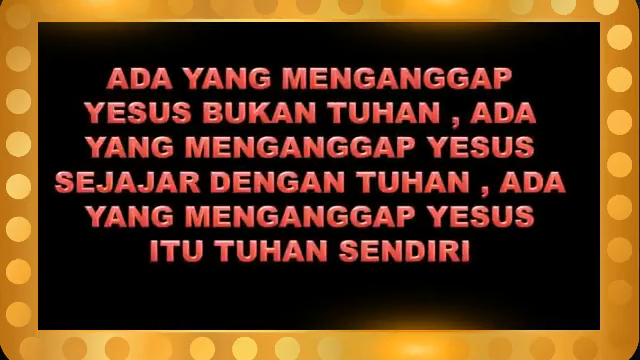 ADA YANG MENGANGGAP
YESUS BUKAN TUHAN , ADA
YANG MENGANGGAP YESUS
SEJAJAR DENGAN TUHAN , ADA
YANG MENGANGGAP YESUS
ITU TUHAN SENDIRI